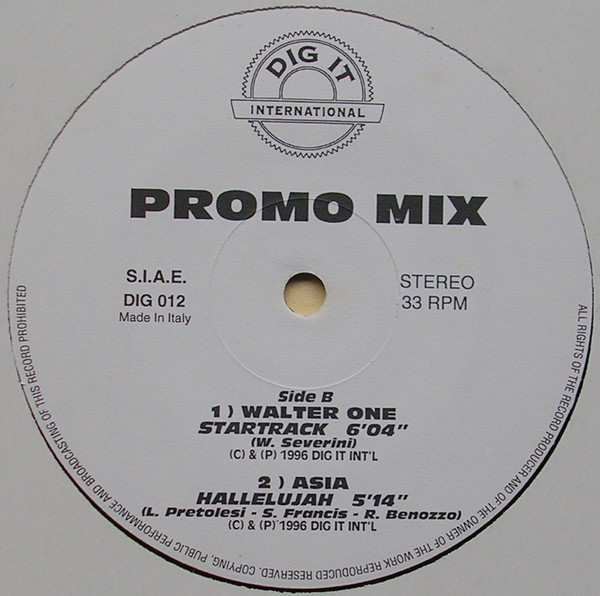 DIG IT
INTERNATIONAL
PROMO MIX
S.I.A.E.
DIG 012
Made In Italy
STEREO
33 RPM
Side B
1) WALTER ONE
STARTRACK 6'04"
(W. Severini)
(C) & (P) 1996 DIG IT INT'L
2) ASIA
HALLELUJAH 5'14"
(L. Pretolesi - S. Francis - R. Benozzo)
(C) & (P) 1996 DIG IT INT'L
ALL RIGHTS OF THE RECORD PRODUCER AND OF THE OWNER OF THE WORK REPRODUCED RESERVED. COPYING, PUBLIC PERFORMANCE AND BROADCASTING OF THIS RECORD PROHIBITED